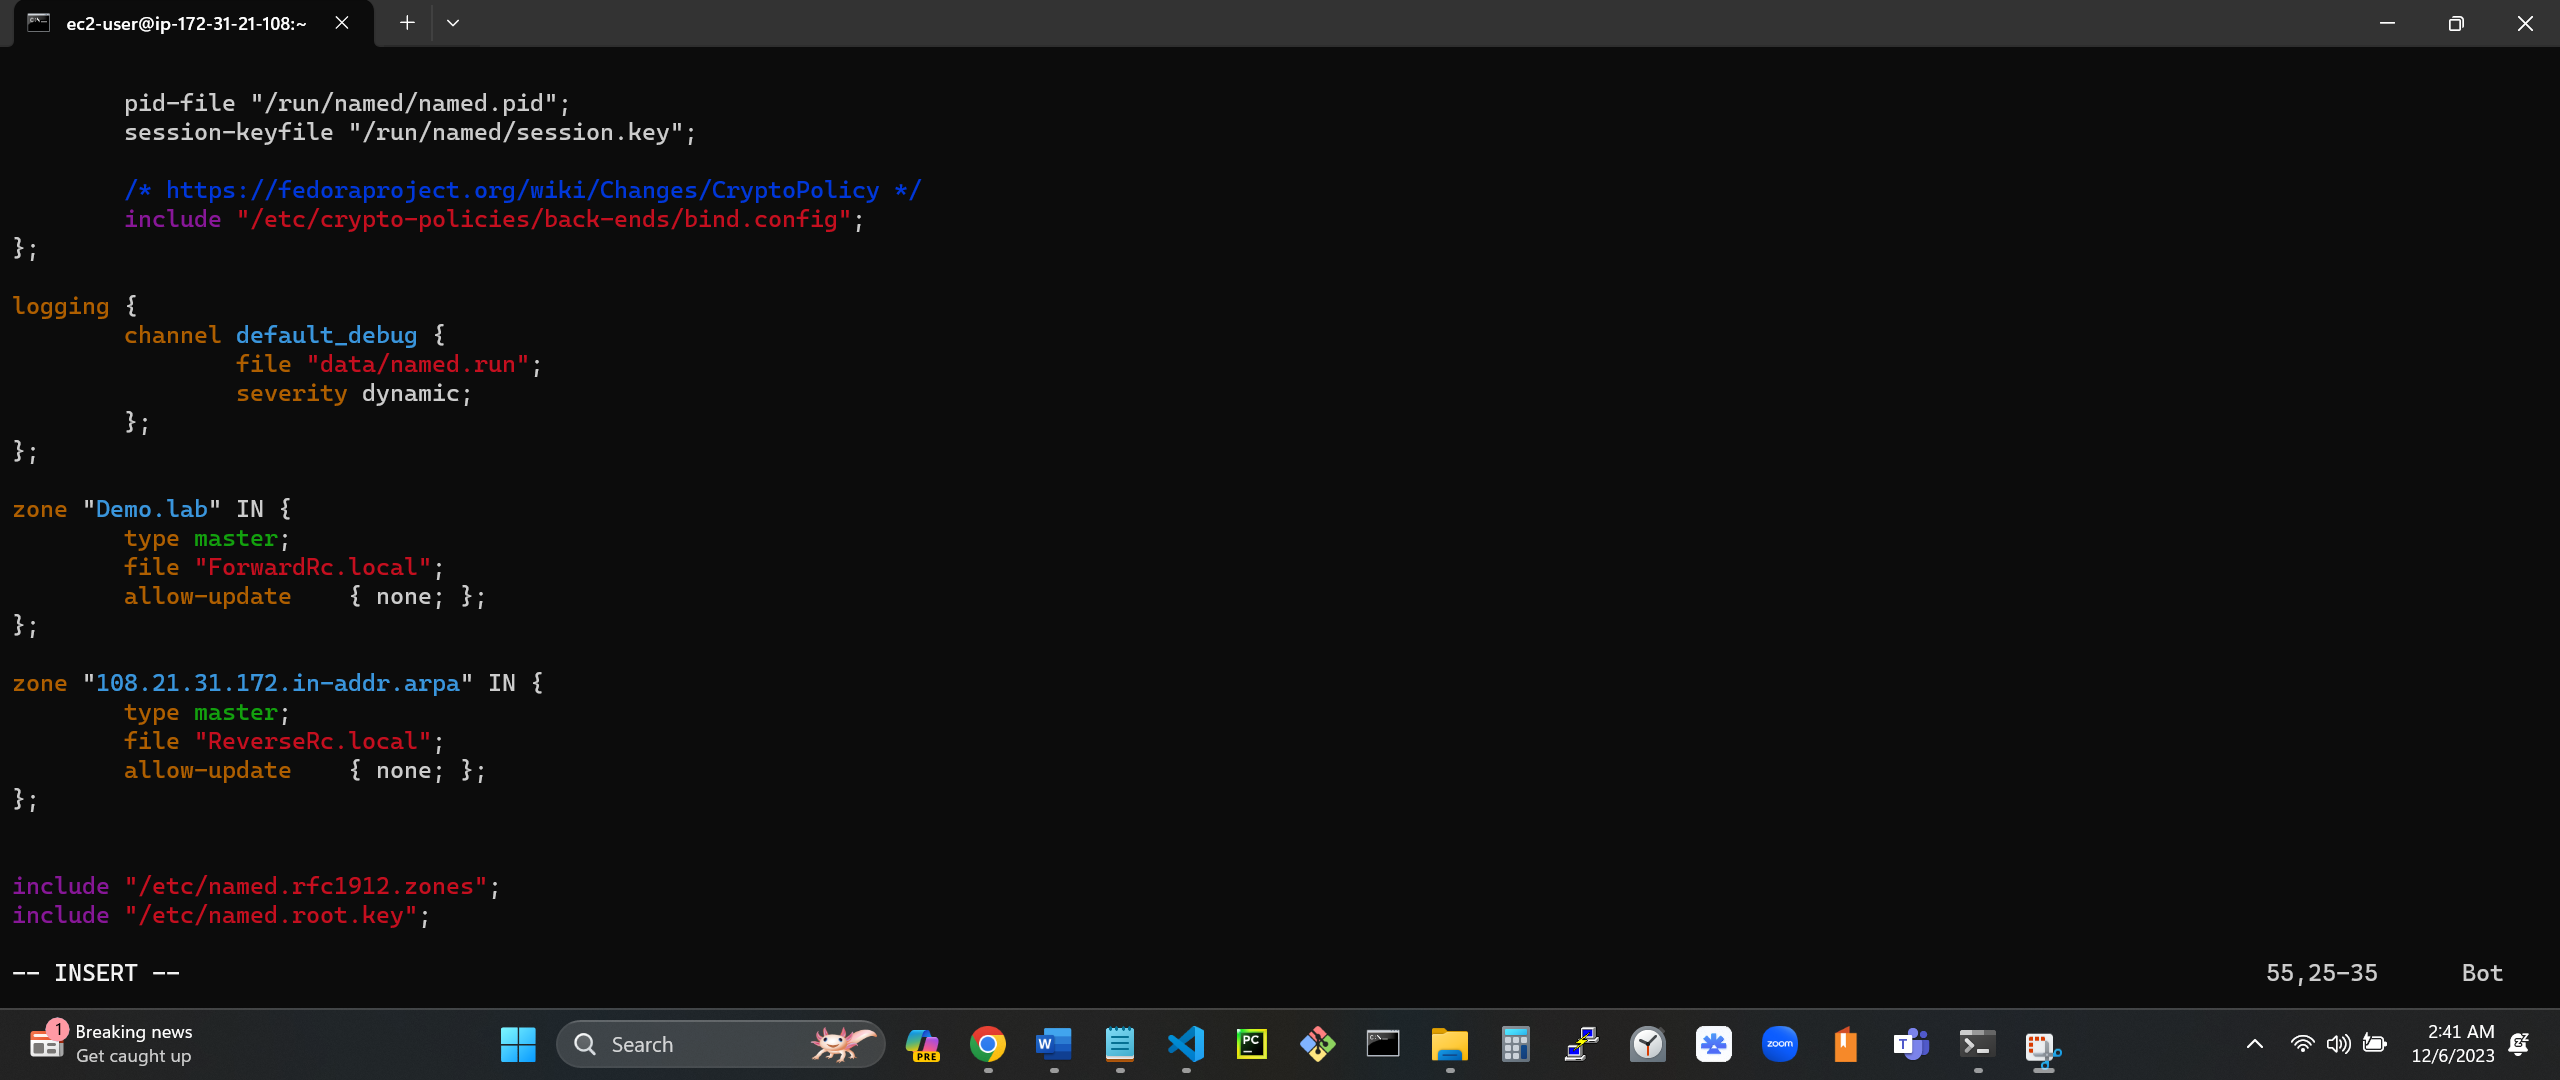 ec2-user@ip-172-31-21-108:~
pid-file "/run/named/named.pid";
session-keyfile "/run/named/session.key";
/* https://fedoraproject.org/wiki/Changes/CryptoPolicy */
include "/etc/crypto-policies/back-ends/bind.config";
};
logging {
channel default_debug {
file "data/named.run";
severity dynamic;
};
};
zone "Demo.lab" IN {
type master;
file "ForwardRc.local";
allow-update    { none; };
};
zone "108.21.31.172.in-addr.arpa" IN {
type master;
file "ReverseRc.local";
allow-update    { none; };
};
include "/etc/named.rfc1912.zones";
include "/etc/named.root.key";
-- INSERT --                    55,25-35    Bot
1
Breaking news
Get caught up
Search
PRE
W
PC
zoom
T
2:41 AM
12/6/2023